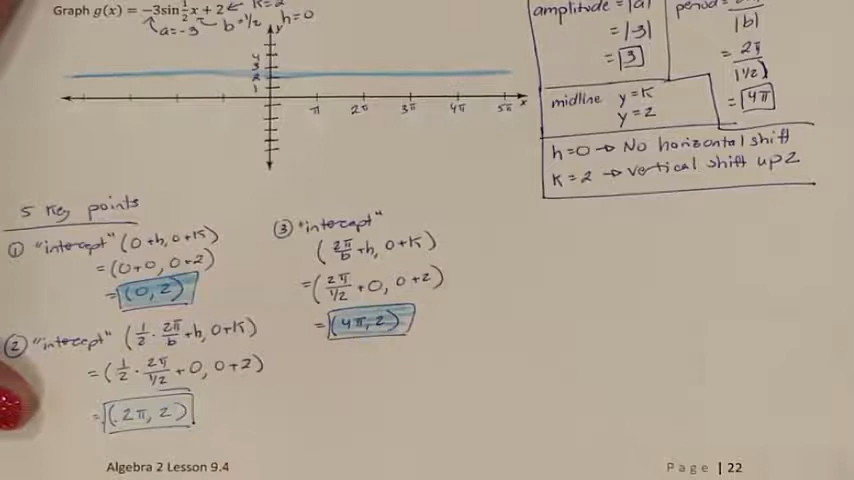 Graph g(x) = -3sin½x + 2
a=-3
b=1/2
h=0
y
4
3
2
1
π 2π 3π 4π 5π x
amplitude = |a|
= |-3|
= 3
period=
|b|
= 2π
|1/2|
= 4π
midline y=K
y=2
h=0→ No horizontal shift
K=2 → vertical shift up 2
5 Key points
① "intercept" (0+h, 0+K)
= (0+0, 0+2)
= (0, 2)
② "intercept" (1/2 · 2π/b + h, 0+K)
= (1/2 · 2π/1/2 + 0, 0+2)
= (2π, 2)
③ "intercept"
(2π/b + h, 0+K)
= (2π/1/2 + 0, 0+2)
= (4π, 2)
Algebra 2 Lesson 9.4
Page | 22